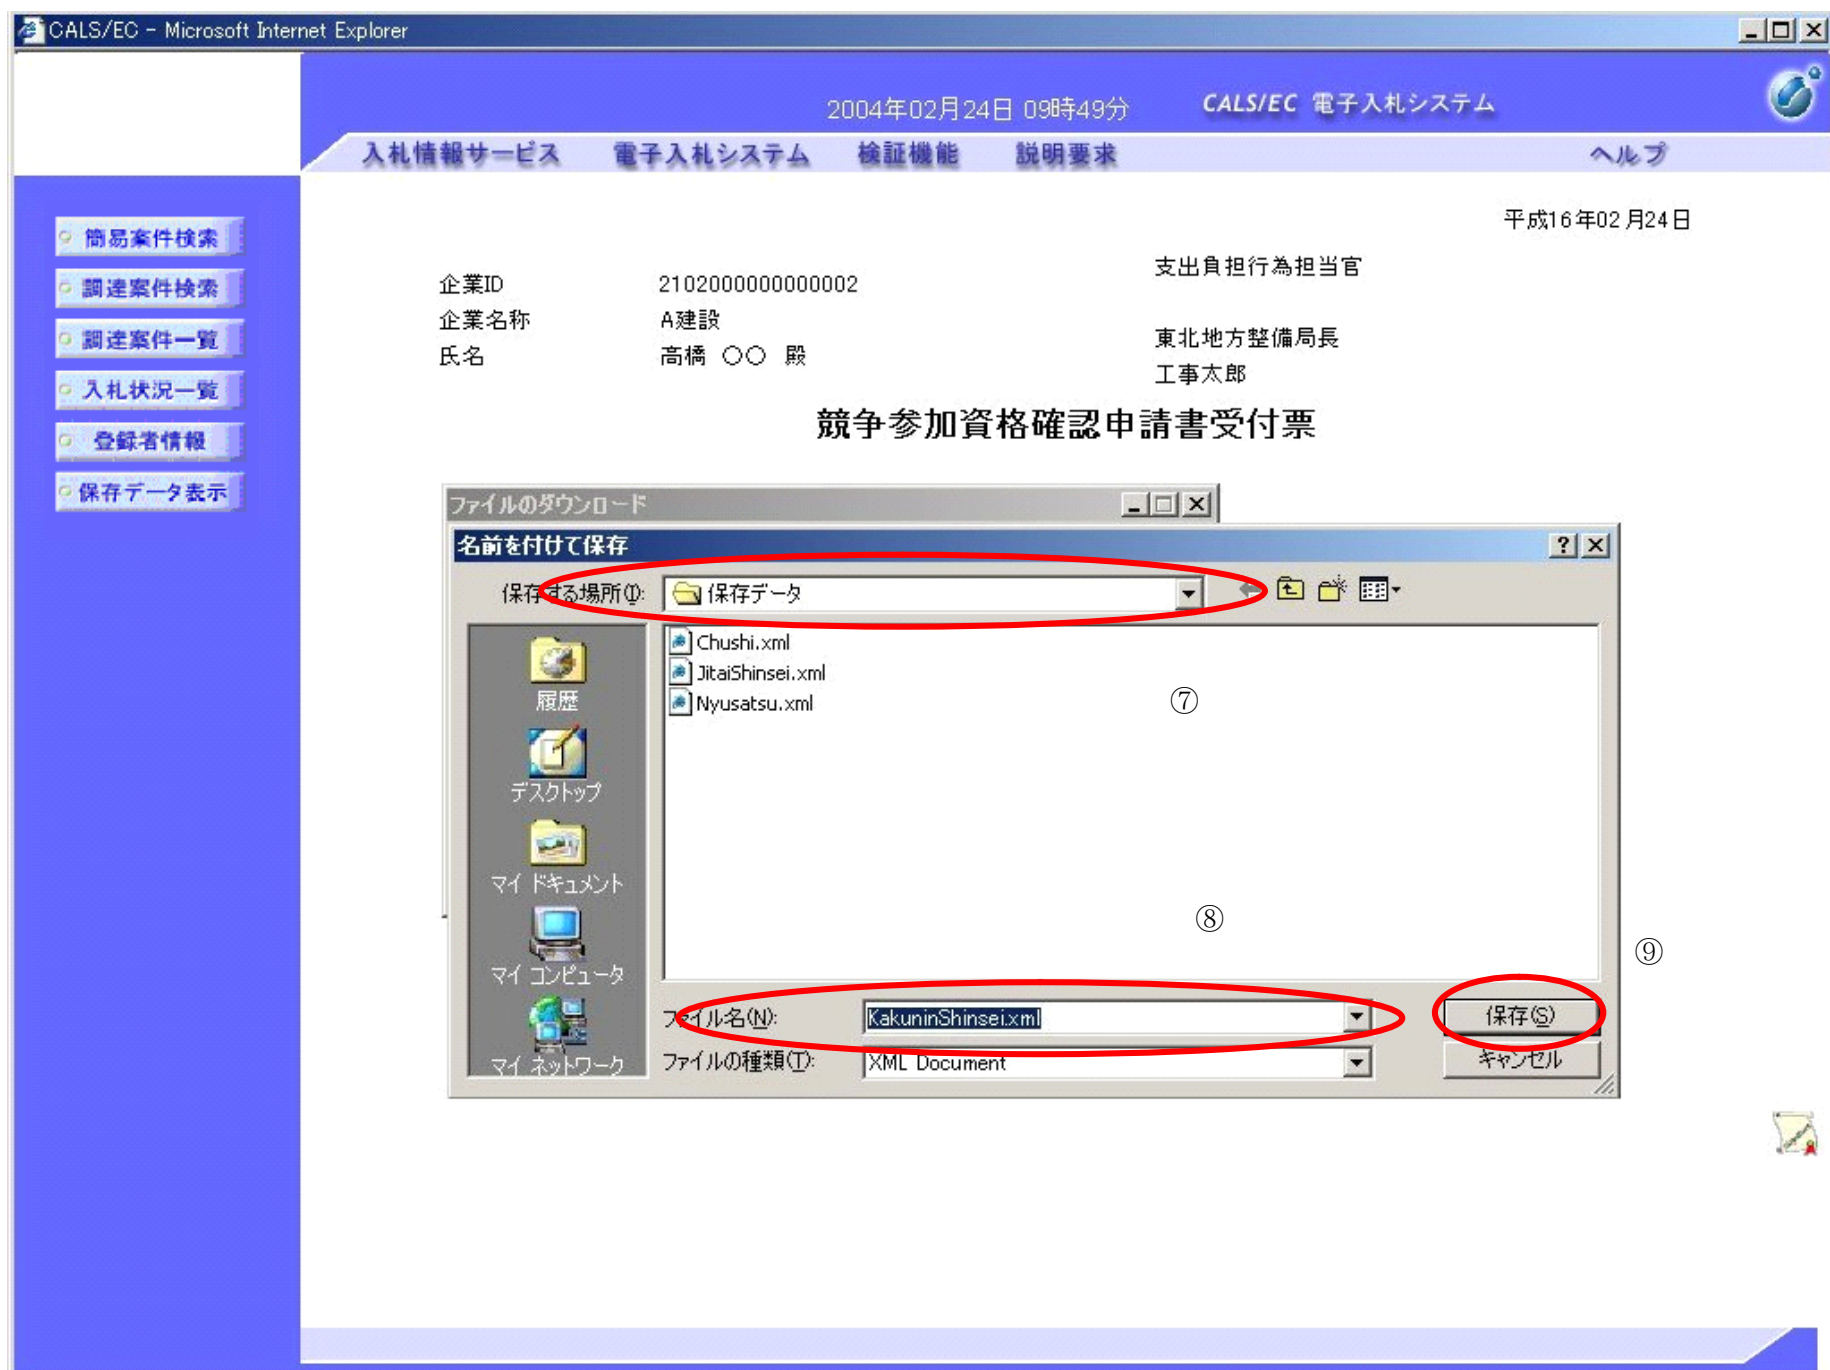 CALS/EC - Microsoft Internet Explorer
2004年02月24日 09時49分
CALS/EC 電子入札システム
入札情報サービス
電子入札システム
検証機能
説明要求
ヘルプ
簡易案件検索
調達案件検索
調達案件一覧
入札状況一覧
登録者情報
保存データ表示
平成16年02月24日
支出負担行為担当官
企業ID 2102000000000002
企業名称 A建設
東北地方整備局長
氏名 高橋 〇〇 殿
工事太郎
競争参加資格確認申請書受付票
ファイルのダウンロード
名前を付けて保存
保存する場所(I): 保存データ
履歴
デスクトップ
マイ ドキュメント
マイ コンピュータ
マイ ネットワーク
Chushi.xml
JitaiShinsei.xml
Nyusatsu.xml
⑦
⑧
⑨
ファイル名(N): KakuninShinsei.xml
保存(S)
ファイルの種類(T): XML Document
キャンセル